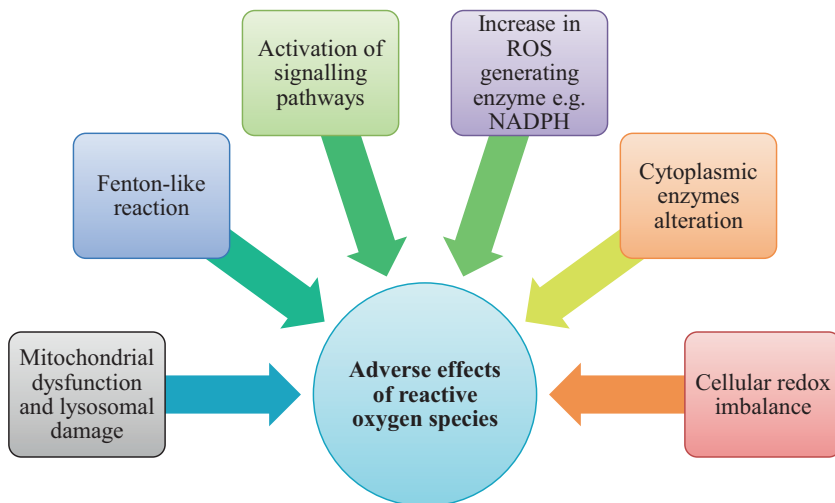 Activation of
signalling
pathways
Increase in
ROS
generating
enzyme e.g.
NADPH
Fenton-like
reaction
Cytoplasmic
enzymes
alteration
Mitochondrial
dysfunction
and lysosomal
damage
Adverse effects
of reactive
oxygen species
Cellular redox
imbalance